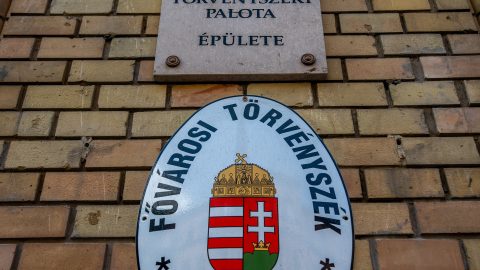 TÖRVÉNYSZÉKI
PALOTA
ÉPÜLETE
FŐVÁROSI TÖRVÉNYSZÉK